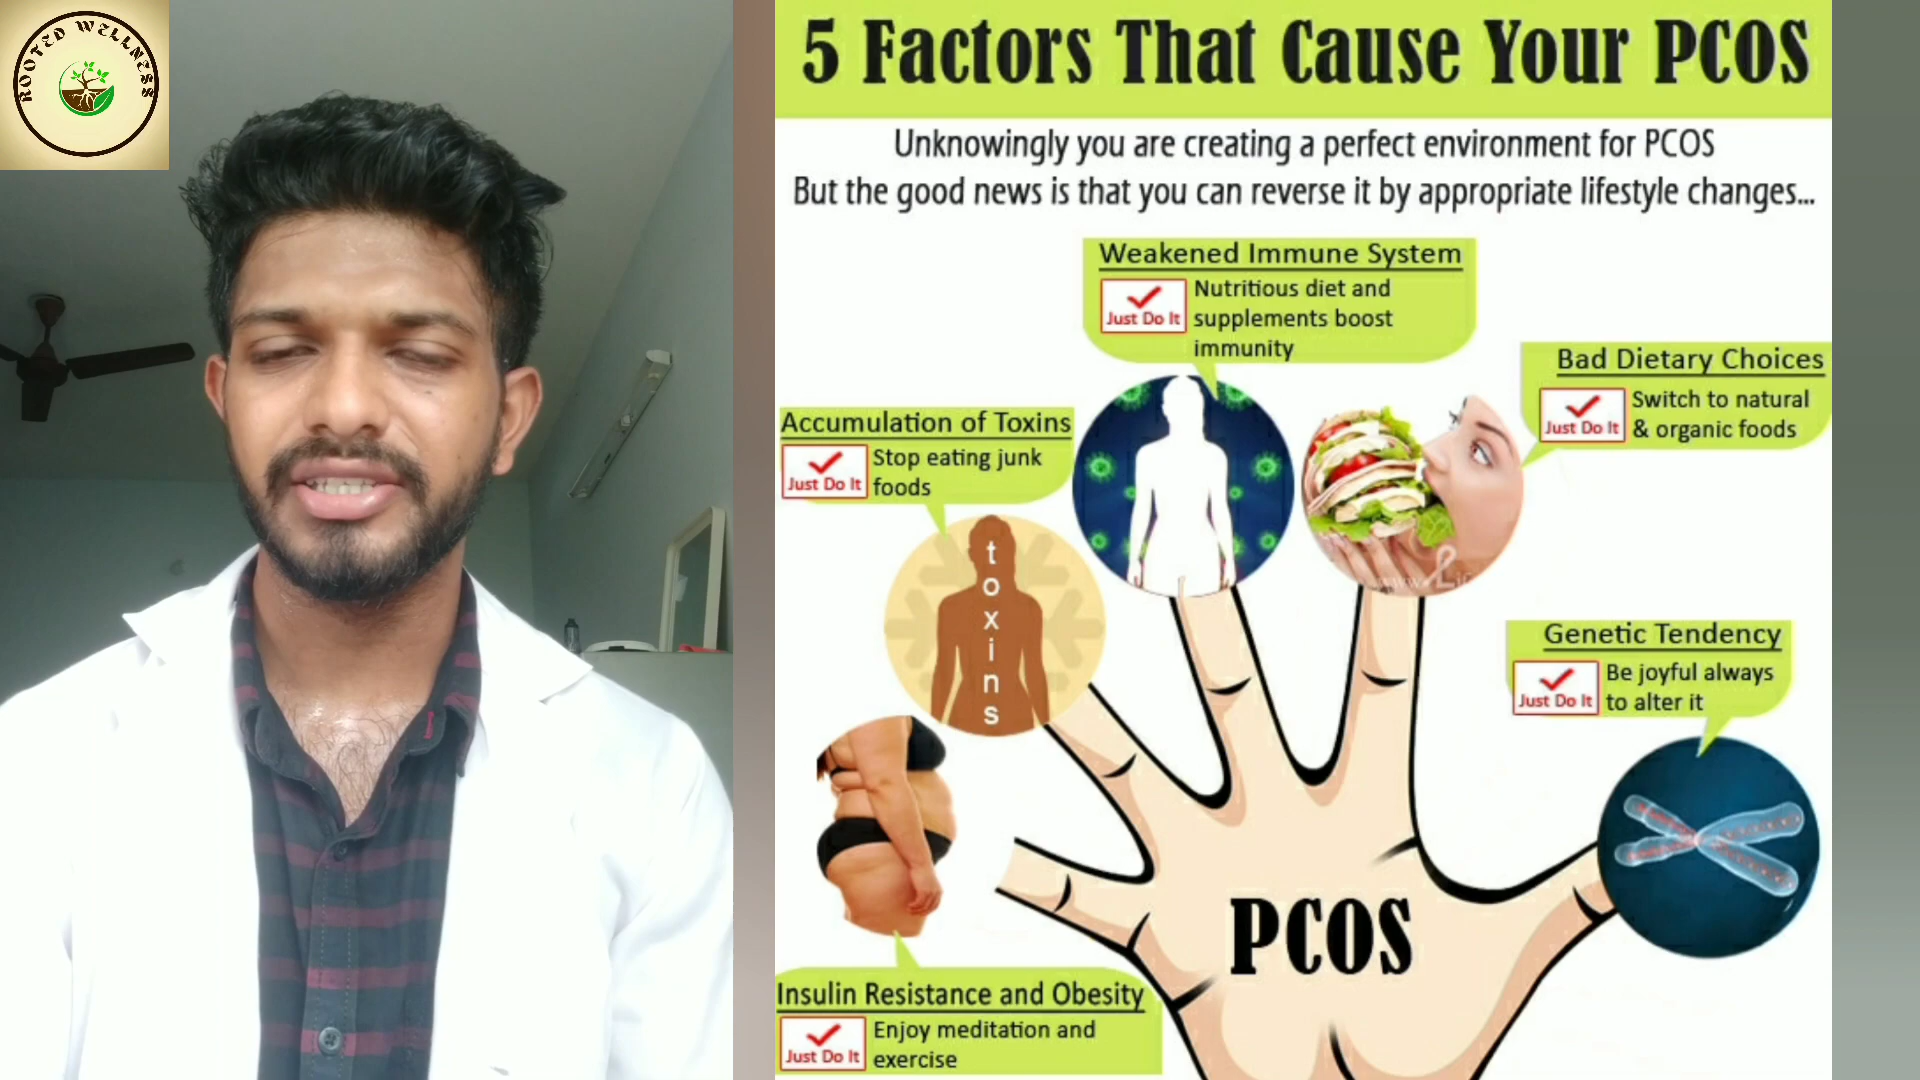 ROOTED WELLNESS
5 Factors That Cause Your PCOS
Unknowingly you are creating a perfect environment for PCOS
But the good news is that you can reverse it by appropriate lifestyle changes...
Weakened Immune System
Just Do It
Nutritious diet and
supplements boost
immunity
Bad Dietary Choices
Just Do It
Switch to natural
& organic foods
Accumulation of Toxins
Just Do It
Stop eating junk
foods
toxins
Genetic Tendency
Just Do It
Be joyful always
to alter it
PCOS
Insulin Resistance and Obesity
Just Do It
Enjoy meditation and
exercise